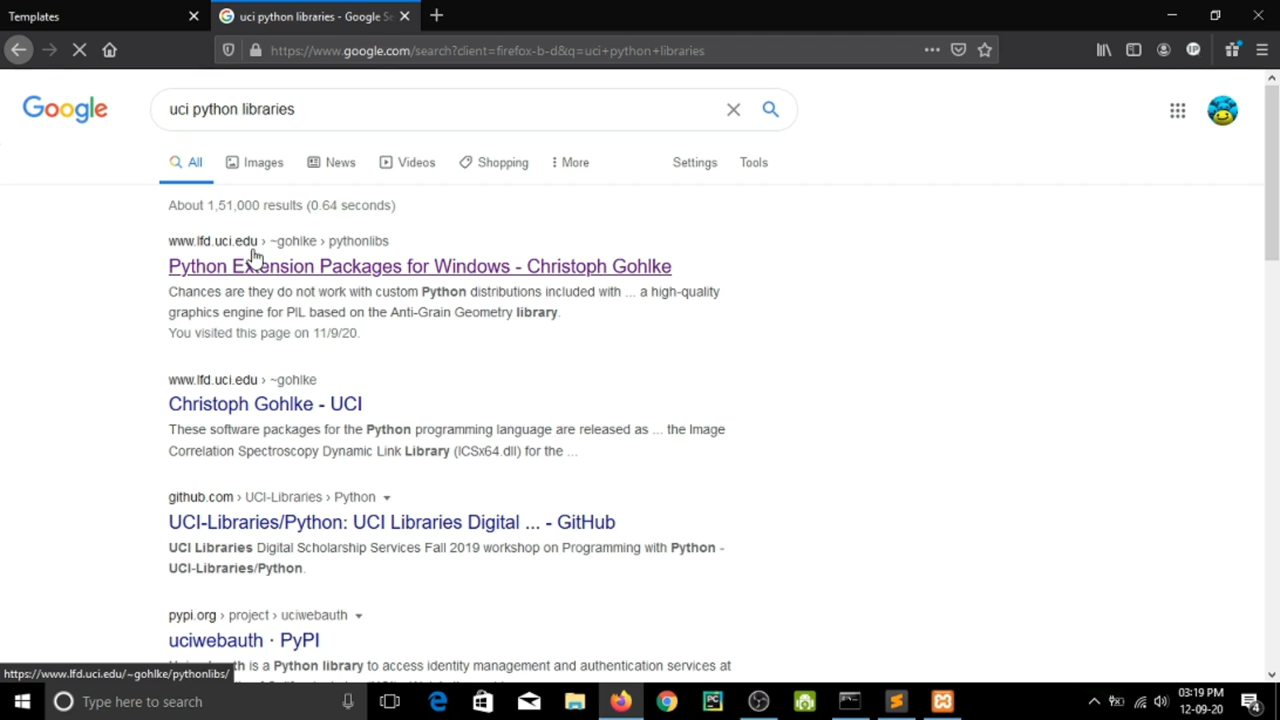 Templates
uci python libraries - Google Se
https://www.google.com/search?client=firefox-b-d&q=uci+python+libraries
Google
uci python libraries
All
Images
News
Videos
Shopping
More
Settings
Tools
About 1,51,000 results (0.64 seconds)
www.lfd.uci.edu › ~gohlke › pythonlibs
Python Extension Packages for Windows - Christoph Gohlke
Chances are they do not work with custom Python distributions included with ... a high-quality
graphics engine for PIL based on the Anti-Grain Geometry library.
You visited this page on 11/9/20.
www.lfd.uci.edu › ~gohlke
Christoph Gohlke - UCI
These software packages for the Python programming language are released as ... the Image
Correlation Spectroscopy Dynamic Link Library (ICSx64.dll) for the ...
github.com › UCI-Libraries › Python
UCI-Libraries/Python: UCI Libraries Digital ... - GitHub
UCI Libraries Digital Scholarship Services Fall 2019 workshop on Programming with Python -
UCI-Libraries/Python.
pypi.org › project › uciwebauth
uciwebauth · PyPI
is a Python library to access identity management and authentication services at
https://www.lfd.uci.edu/~gohlke/pythonlibs/
Type here to search
PC
03:19 PM
12-09-20
4